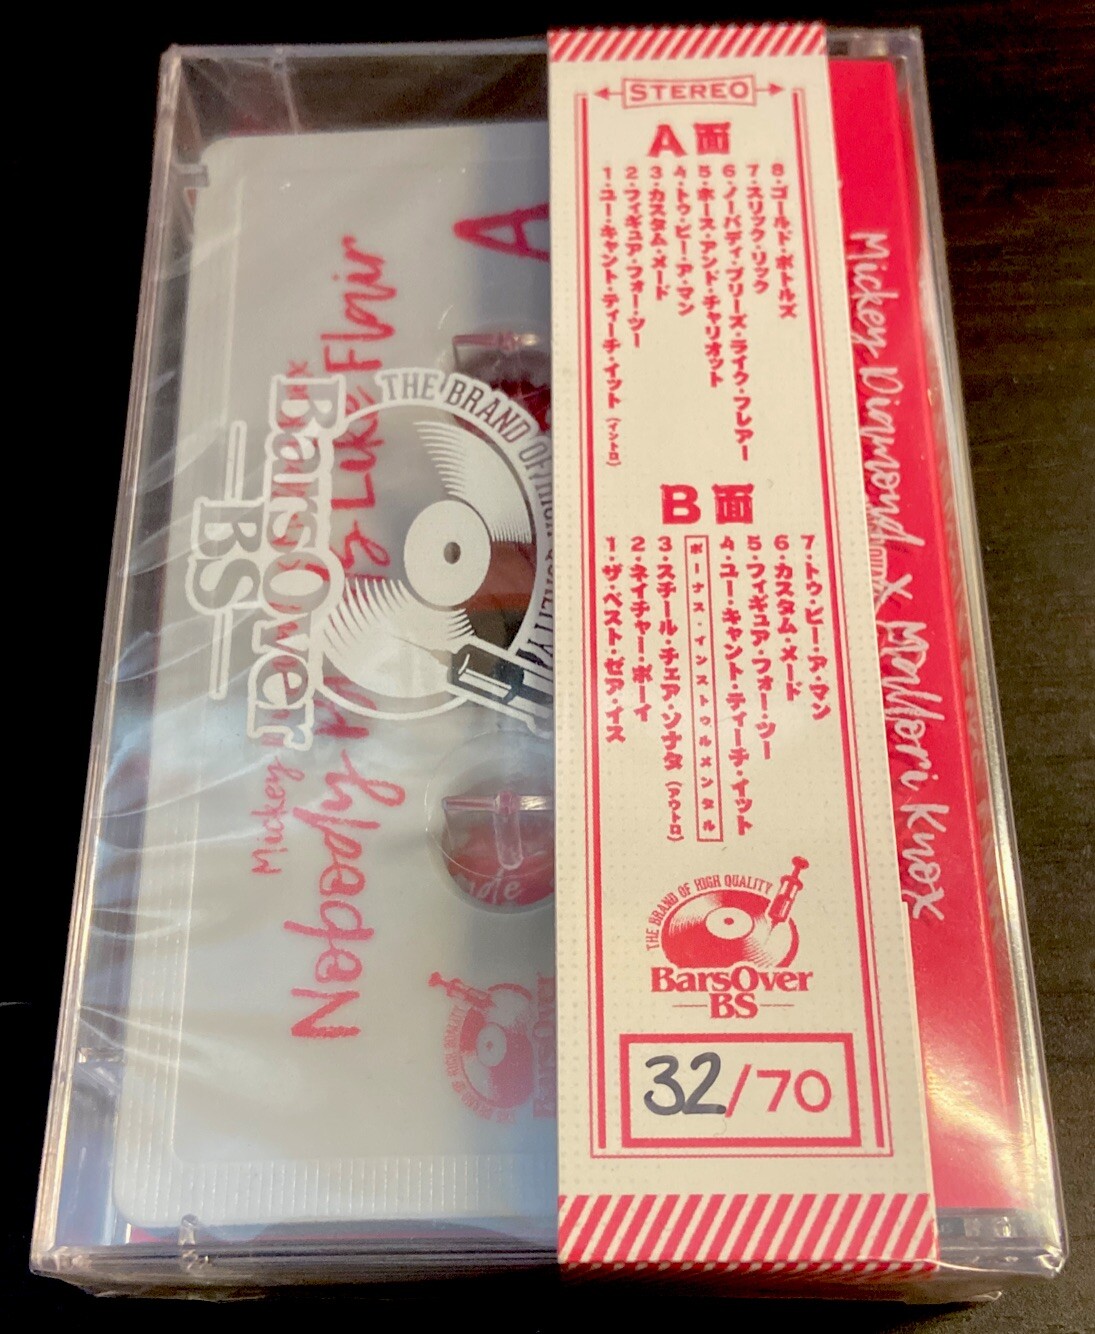 STEREO
A面
1・ユー・キャント・ティーチ・イット(イントロ)
2・フィギュア・フォー・ツー
3・カスタム・メード
4・トゥ・ビー・ア・マン
5・ホース・アンド・チャリオット
6・ノーバディ・ブリーズ・ライク・フレアー
7・スリック・リック
8・ゴールド・ボトルズ
B面
1・ザ・ベスト・ゼア・イズ
2・ネイチャー・ボーイ
3・スチール・チェア・ソナタ(アウトロ)
ボーナス・インストゥルメンタル
4・ユー・キャント・ティーチ・イット
5・フィギュア・フォー・ツー
6・カスタム・メード
7・トゥ・ビー・ア・マン
THE BRAND OF HIGH QUALITY
BarsOver
BS
32/70
Mickey Diamond X Mallori Knox
A
THE BRAND OF HIGH QUALITY
BarsOver
BS
Nobody Like Flair
Mickey